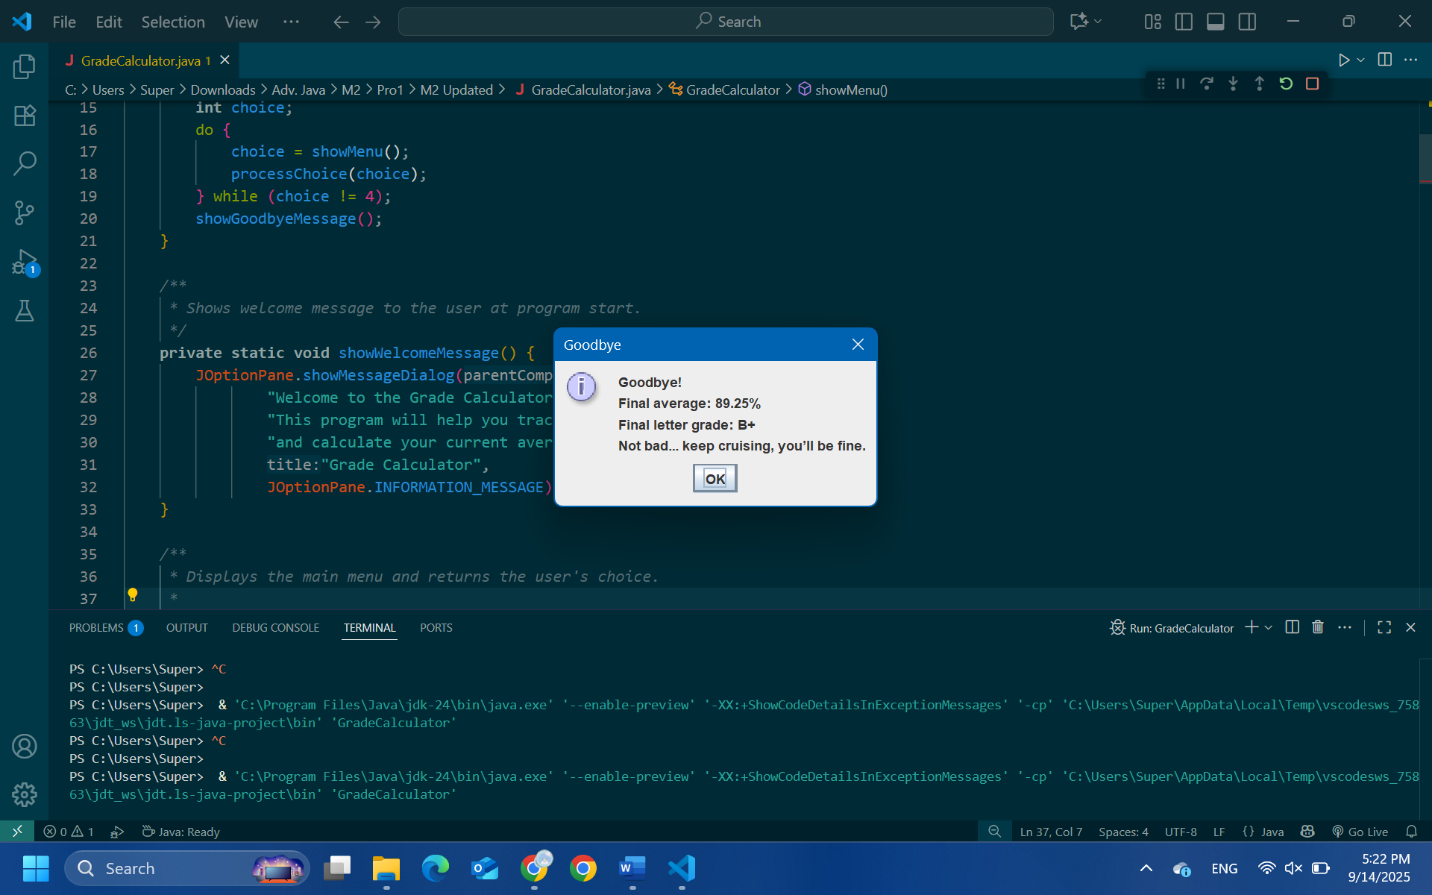 File Edit Selection View ··· Search
GradeCalculator.java 1
C: > Users > Super > Downloads > Adv. Java > M2 > Pro1 > M2 Updated > J GradeCalculator.java > GradeCalculator > showMenu()
15 int choice;
16 do {
17 choice = showMenu();
18 processChoice(choice);
19 } while (choice != 4);
20 showGoodbyeMessage();
21 }
22
23 /**
24 * Shows welcome message to the user at program start.
25 */
26 private static void showWelcomeMessage() {
27 JOptionPane.showMessageDialog(parentComp
28 "Welcome to the Grade Calculator
29 "This program will help you trac
30 "and calculate your current aver
31 title:"Grade Calculator",
32 JOptionPane.INFORMATION_MESSAGE)
33 }
34
35 /**
36 * Displays the main menu and returns the user's choice.
37 *
Goodbye
Goodbye!
Final average: 89.25%
Final letter grade: B+
Not bad... keep cruising, you’ll be fine.
OK
PROBLEMS 1 OUTPUT DEBUG CONSOLE TERMINAL PORTS Run: GradeCalculator
PS C:\Users\Super> ^C
PS C:\Users\Super>
PS C:\Users\Super> & 'C:\Program Files\Java\jdk-24\bin\java.exe' '--enable-preview' '-XX:+ShowCodeDetailsInExceptionMessages' '-cp' 'C:\Users\Super\AppData\Local\Temp\vscodesws_758
63\jdt_ws\jdt.ls-java-project\bin' 'GradeCalculator'
PS C:\Users\Super> ^C
PS C:\Users\Super>
PS C:\Users\Super> & 'C:\Program Files\Java\jdk-24\bin\java.exe' '--enable-preview' '-XX:+ShowCodeDetailsInExceptionMessages' '-cp' 'C:\Users\Super\AppData\Local\Temp\vscodesws_758
63\jdt_ws\jdt.ls-java-project\bin' 'GradeCalculator'
0 1 Java: Ready Ln 37, Col 7 Spaces: 4 UTF-8 LF {} Java Go Live
Search ENG 5:22 PM
9/14/2025